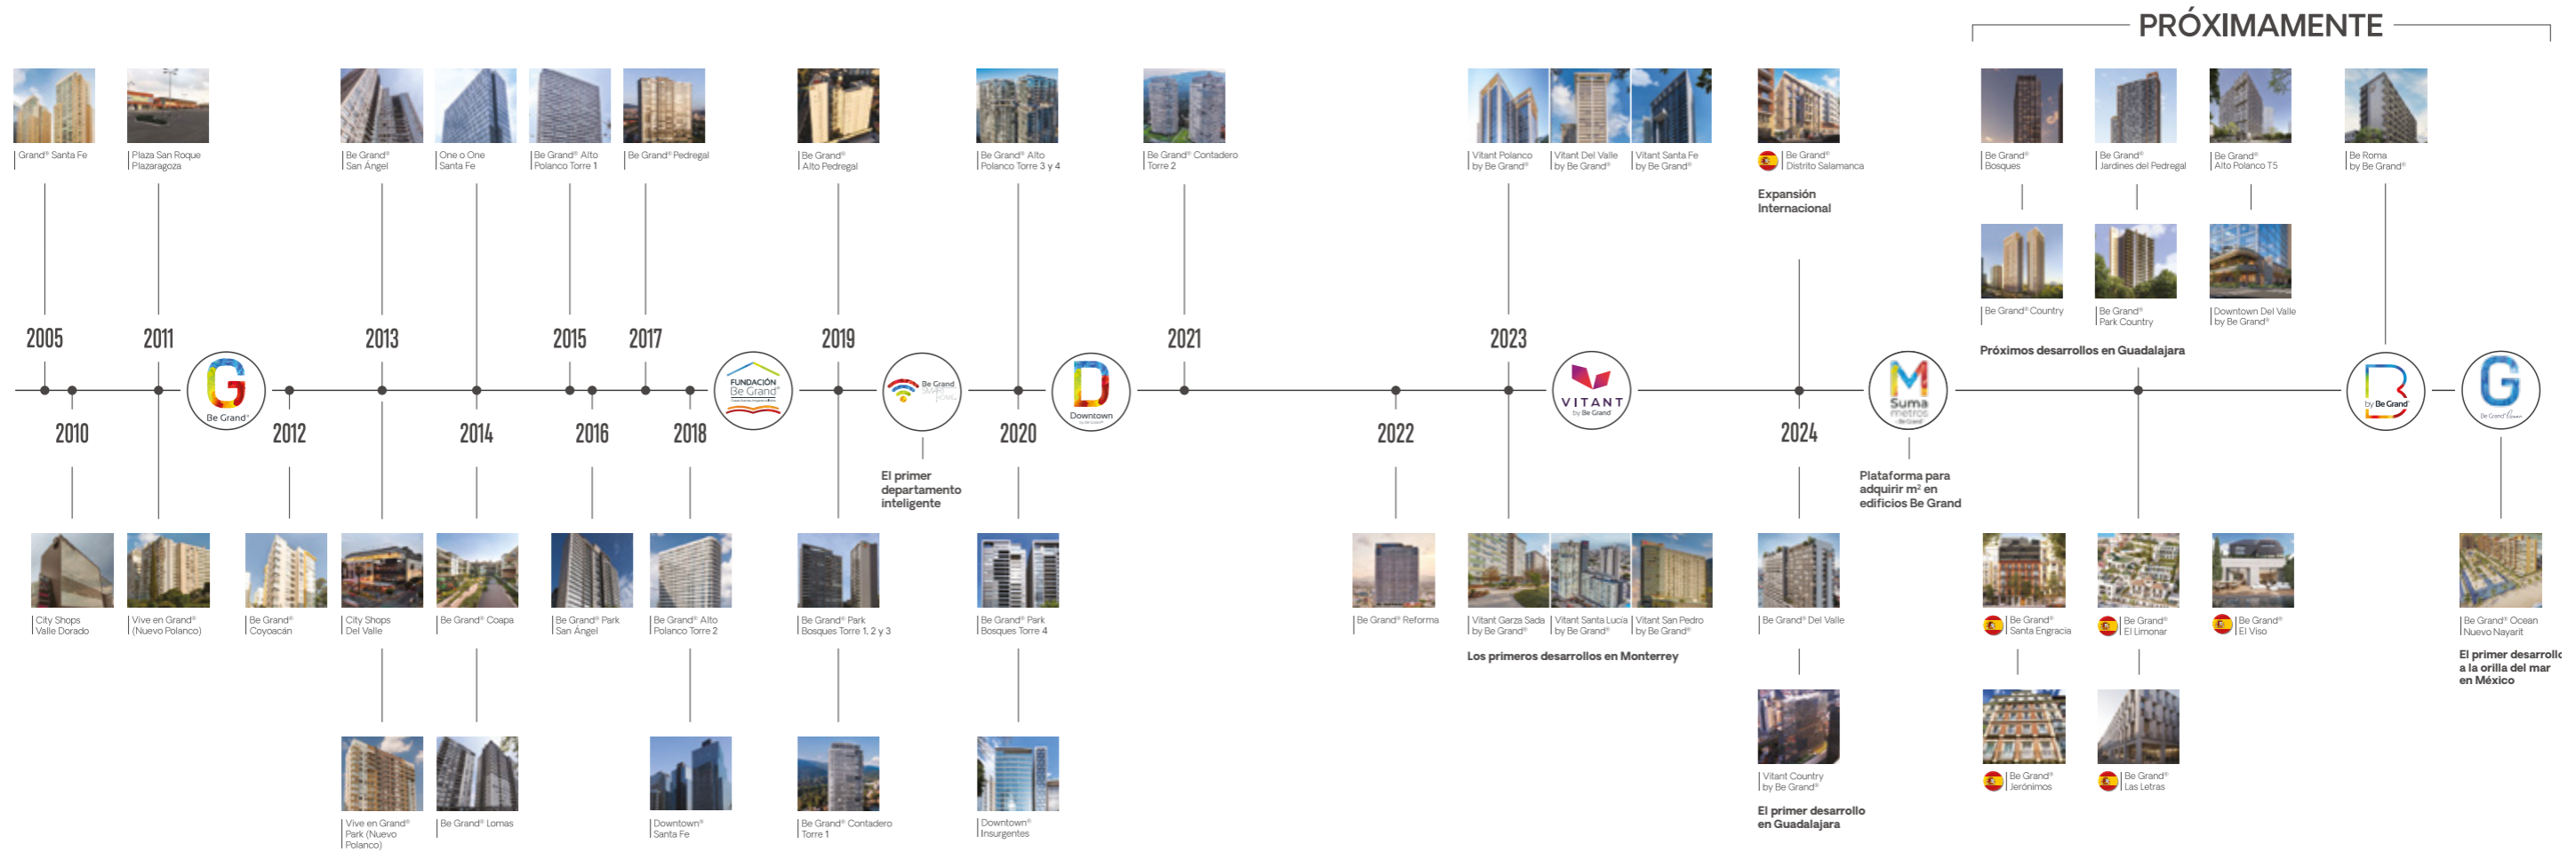 PRÓXIMAMENTE
Grand® Santa Fe
Plaza San Roque
Plazaragoza
Be Grand®
San Ángel
One o One
Santa Fe
Be Grand® Alto
Polanco Torre 1
Be Grand® Pedregal
Be Grand®
Alto Pedregal
Be Grand® Alto
Polanco Torre 3 y 4
Be Grand® Contadero
Torre 2
Vitant Polanco
by Be Grand®
Vitant Del Valle
by Be Grand®
Vitant Santa Fe
by Be Grand®
Be Grand®
Distrito Salamanca
Expansión
Internacional
Be Grand®
Bosques
Be Grand®
Jardines del Pedregal
Be Grand®
Alto Polanco T5
Be Roma
by Be Grand®
Be Grand® Country
Be Grand®
Park Country
Downtown Del Valle
by Be Grand®
Próximos desarrollos en Guadalajara
2005
2011
2013
2015
2017
2019
2021
2023
G
Be Grand®
FUNDACIÓN
Be Grand®
Be Grand
D
Downtown
by Be Grand®
VITANT
by Be Grand®
M
Suma
metros
Be Grand®
B
by Be Grand®
G
Be Grand® Ocean
2010
2012
2014
2016
2018
2020
2022
2024
El primer
departamento
inteligente
Plataforma para
adquirir m² en
edificios Be Grand
City Shops
Valle Dorado
Vive en Grand®
(Nuevo Polanco)
Be Grand®
Coyoacán
City Shops
Del Valle
Be Grand® Coapa
Be Grand® Park
San Ángel
Be Grand® Alto
Polanco Torre 2
Be Grand® Park
Bosques Torre 1, 2 y 3
Be Grand® Park
Bosques Torre 4
Be Grand® Reforma
Vitant Garza Sada
by Be Grand®
Vitant Santa Lucía
by Be Grand®
Vitant San Pedro
by Be Grand®
Los primeros desarrollos en Monterrey
Be Grand® Del Valle
Be Grand®
Santa Engracia
Be Grand®
El Limonar
Be Grand®
El Viso
Be Grand® Ocean
Nuevo Nayarit
El primer desarrollo
a la orilla del mar
en México
Vive en Grand®
Park (Nuevo
Polanco)
Be Grand® Lomas
Downtown®
Santa Fe
Be Grand® Contadero
Torre 1
Downtown®
Insurgentes
Vitant Country
by Be Grand®
El primer desarrollo
en Guadalajara
Be Grand®
Jerónimos
Be Grand®
Las Letras